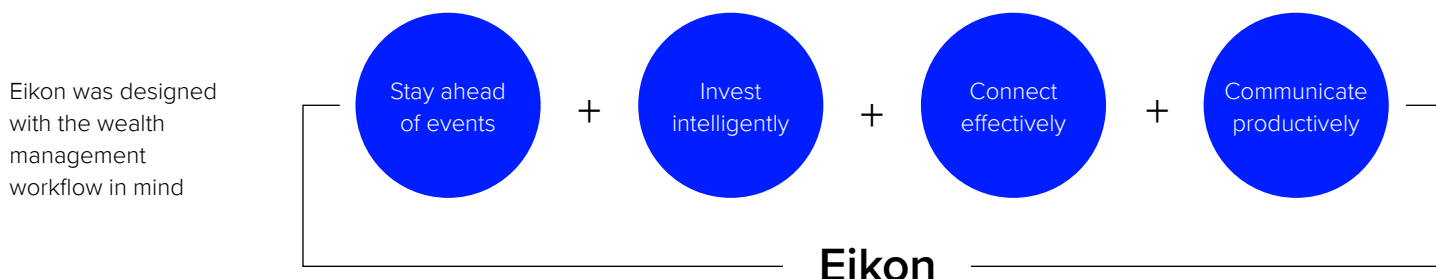 Eikon was designed
with the wealth
management
workflow in mind
Stay ahead
of events
+
Invest
intelligently
+
Connect
effectively
+
Communicate
productively
Eikon